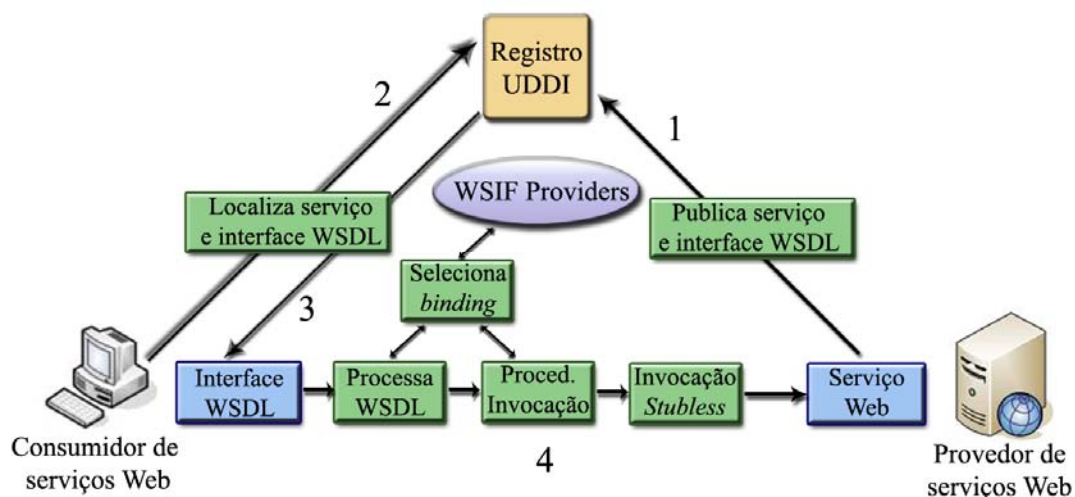 Registro
UDDI
2
1
WSIF Providers
Localiza serviço
e interface WSDL
Publica serviço
e interface WSDL
Seleciona
binding
3
Interface
WSDL
Processa
WSDL
Proced.
Invocação
Invocação
Stubless
Serviço
Web
Consumidor de
serviços Web
4
Provedor de
serviços Web